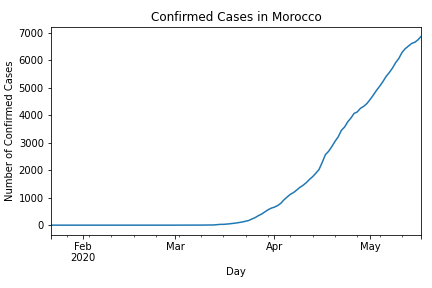 Confirmed Cases in Morocco
Number of Confirmed Cases
7000
6000
5000
4000
3000
2000
1000
0
Feb
2020
Mar
Apr
May
Day